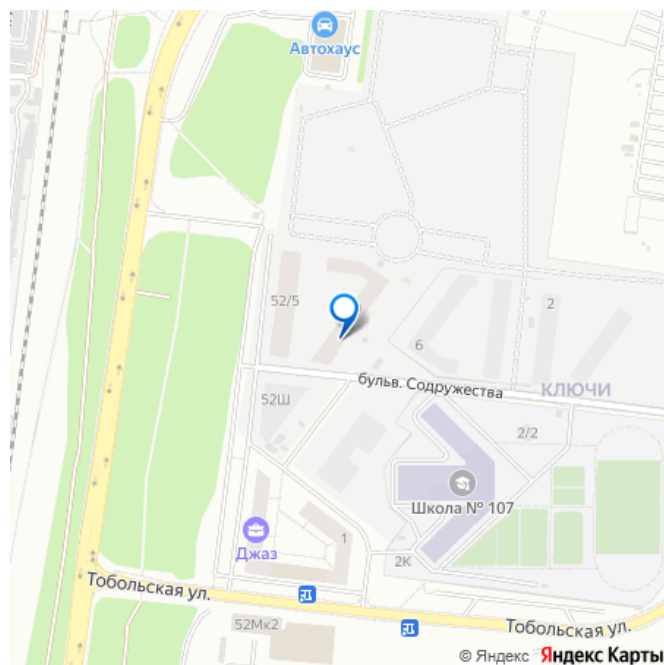 Автохаус
52/5
2
6
бульв. Содружества
КЛЮЧИ
52Ш
2/2
Школа № 107
Джаз
1
2К
Тобольская ул.
52Мк2
Тобольская ул.
© Яндекс Яндекс Карты